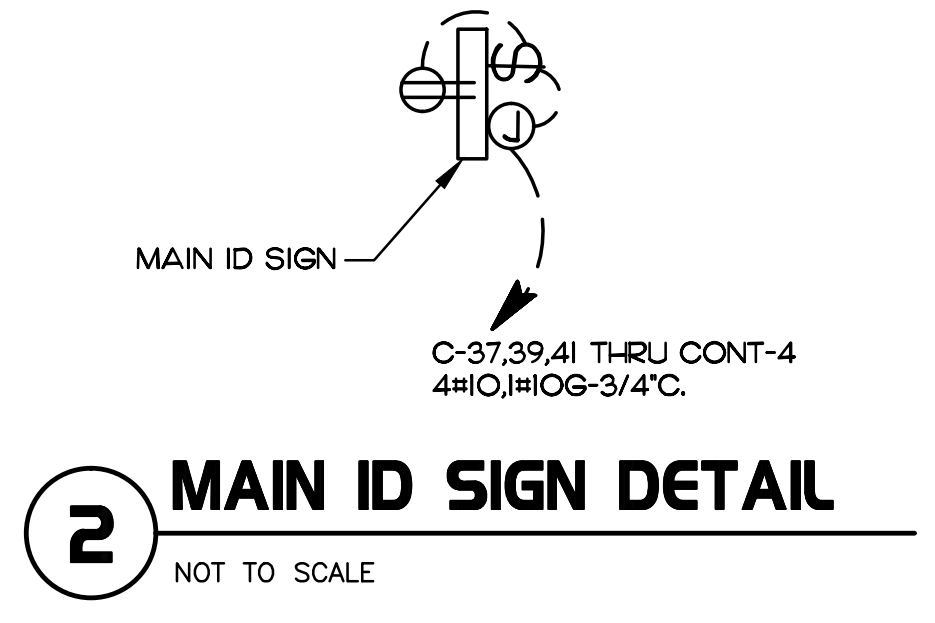 S
J
MAIN ID SIGN
C-37,39,41 THRU CONT-4
4#10,1#10G-3/4"C.
2
MAIN ID SIGN DETAIL
NOT TO SCALE